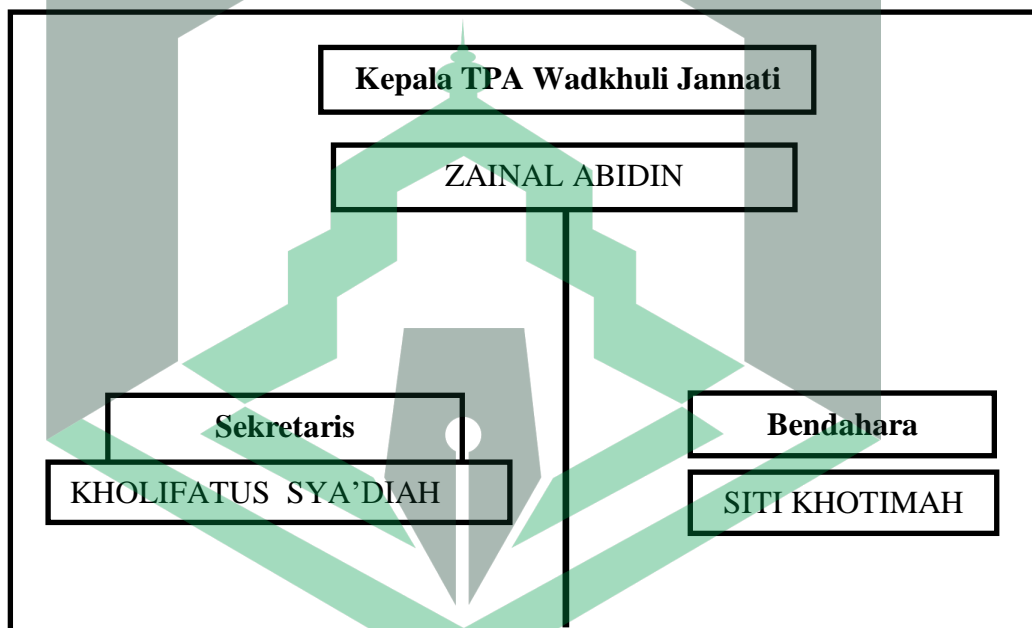 Kepala TPA Wadkhuli Jannati
ZAINAL ABIDIN
Sekretaris
KHOLIFATUS SYA’DIAH
Bendahara
SITI KHOTIMAH